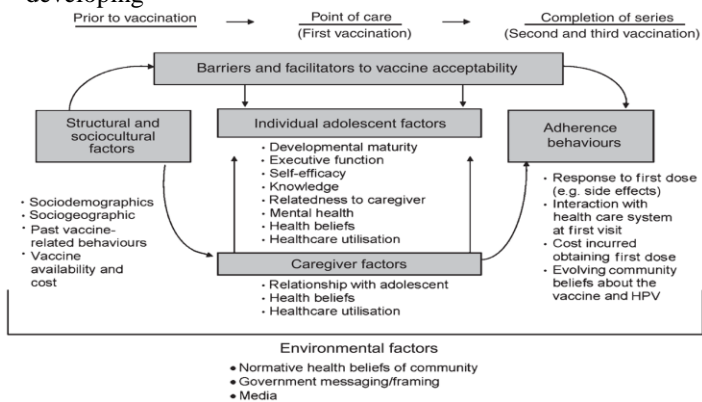 developing
Prior to vaccination
Point of care
(First vaccination)
Completion of series
(Second and third vaccination)
Barriers and facilitators to vaccine acceptability
Structural and
sociocultural
factors
• Sociodemographics
• Sociogeographic
• Past vaccine-
related behaviours
• Vaccine
availability and
cost
Individual adolescent factors
• Developmental maturity
• Executive function
• Self-efficacy
• Knowledge
• Relatedness to caregiver
• Mental health
• Health beliefs
• Healthcare utilisation
Caregiver factors
• Relationship with adolescent
• Health beliefs
• Healthcare utilisation
Adherence
behaviours
• Response to first dose
(e.g. side effects)
• Interaction with
health care system
at first visit
• Cost incurred
obtaining first dose
• Evolving community
beliefs about the
vaccine and HPV
Environmental factors
• Normative health beliefs of community
• Government messaging/framing
• Media